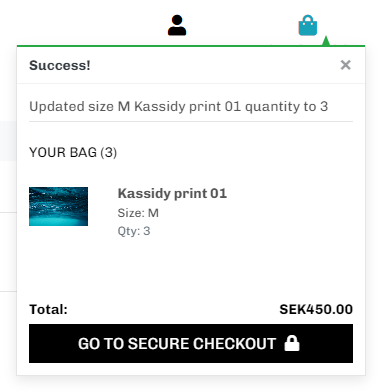 Success!
Updated size M Kassidy print 01 quantity to 3
YOUR BAG (3)
Kassidy print 01
Size: M
Qty: 3
Total: SEK450.00
GO TO SECURE CHECKOUT